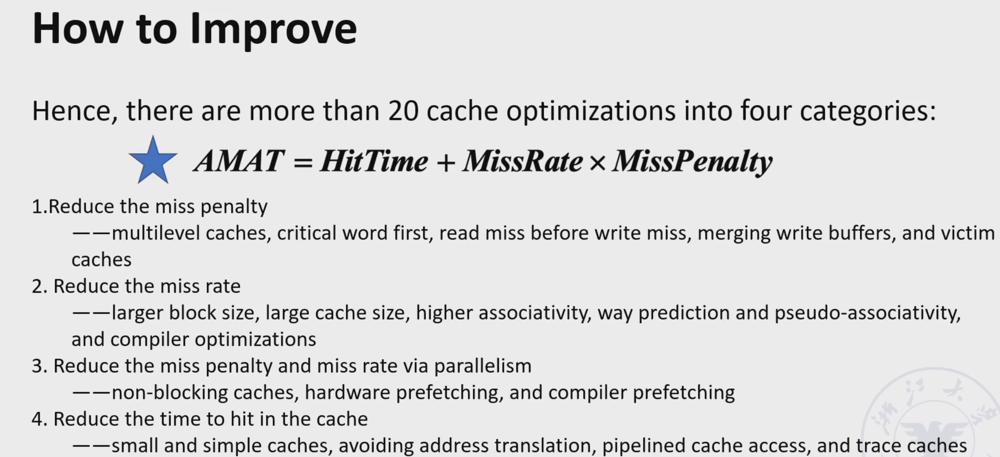 How to Improve
Hence, there are more than 20 cache optimizations into four categories:
AMAT = HitTime + MissRate × MissPenalty
1.Reduce the miss penalty
——multilevel caches, critical word first, read miss before write miss, merging write buffers, and victim
caches
2. Reduce the miss rate
——larger block size, large cache size, higher associativity, way prediction and pseudo-associativity,
and compiler optimizations
3. Reduce the miss penalty and miss rate via parallelism
——non-blocking caches, hardware prefetching, and compiler prefetching
4. Reduce the time to hit in the cache
——small and simple caches, avoiding address translation, pipelined cache access, and trace caches
浙江大學